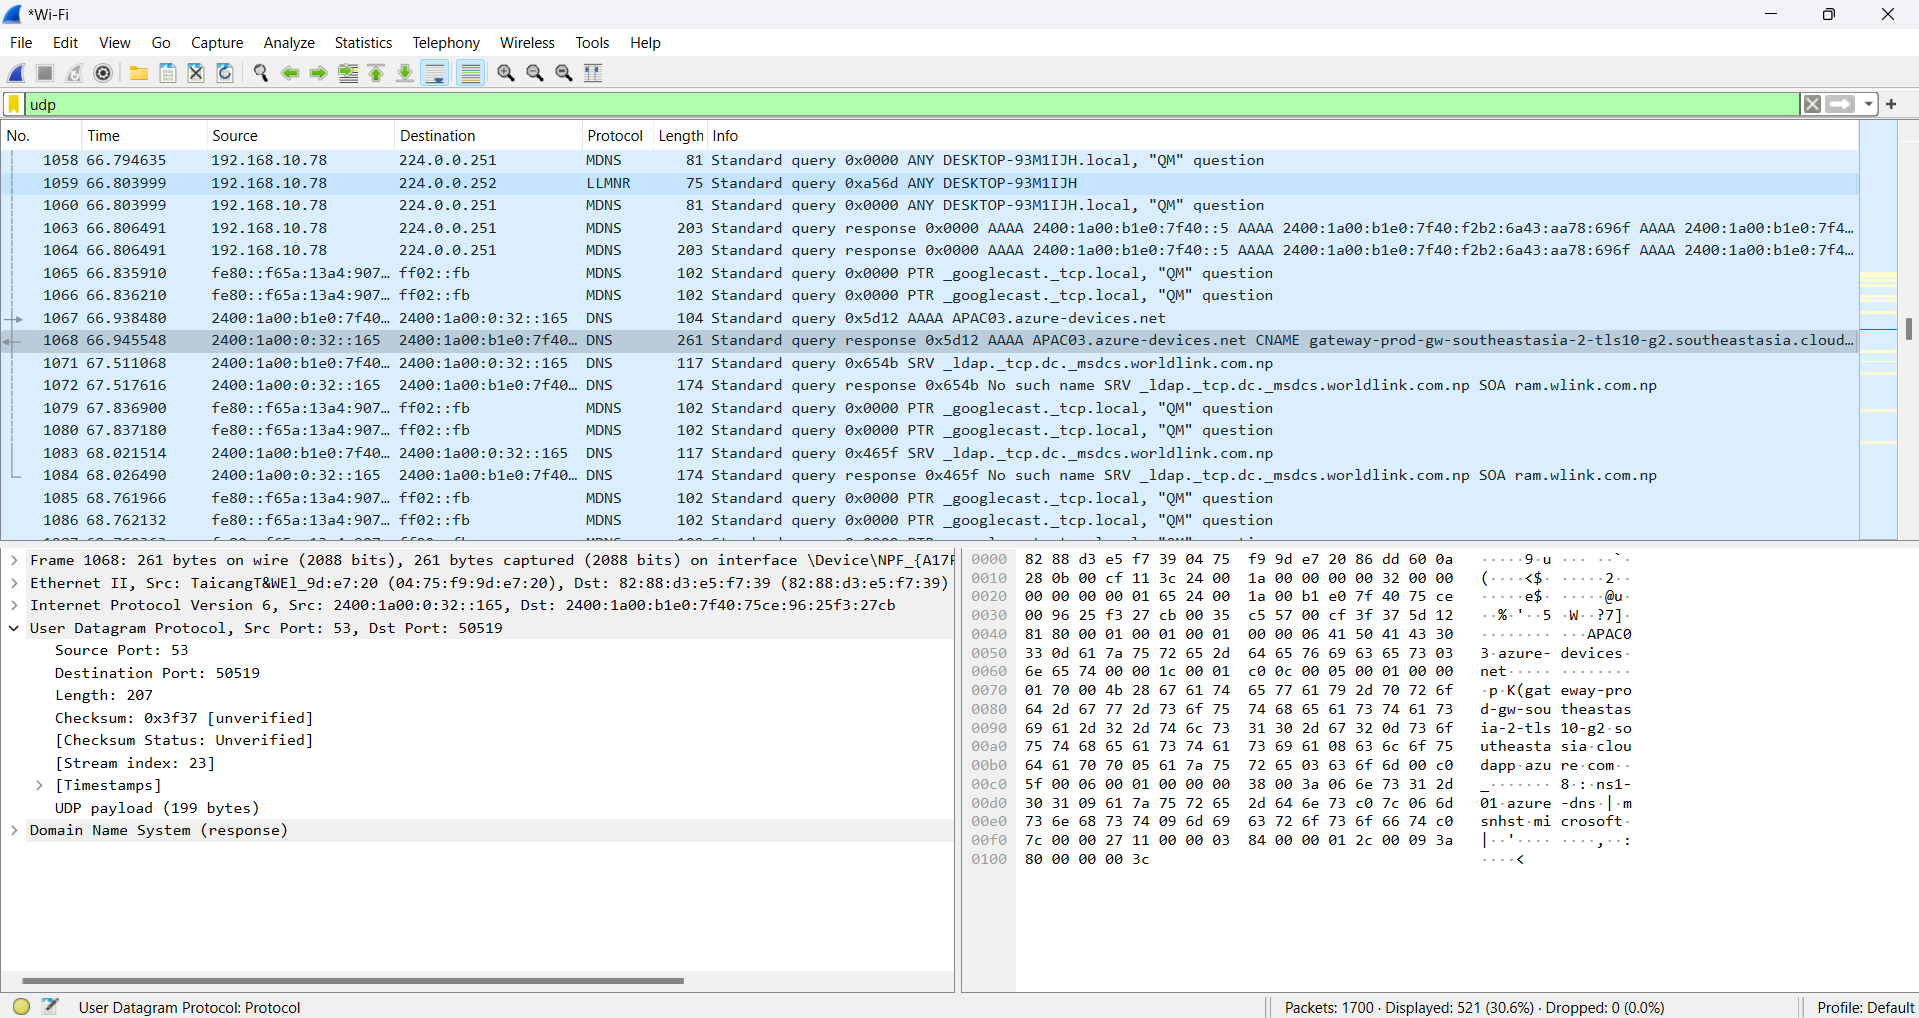 *Wi-Fi
File Edit View Go Capture Analyze Statistics Telephony Wireless Tools Help
udp
No. Time Source Destination Protocol Length Info
1058 66.794635 192.168.10.78 224.0.0.251 MDNS 81 Standard query 0x0000 ANY DESKTOP-93M1IJH.local, "QM" question
1059 66.803999 192.168.10.78 224.0.0.252 LLMNR 75 Standard query 0xa56d ANY DESKTOP-93M1IJH
1060 66.803999 192.168.10.78 224.0.0.251 MDNS 81 Standard query 0x0000 ANY DESKTOP-93M1IJH.local, "QM" question
1063 66.806491 192.168.10.78 224.0.0.251 MDNS 203 Standard query response 0x0000 AAAA 2400:1a00:b1e0:7f40::5 AAAA 2400:1a00:b1e0:7f40:f2b2:6a43:aa78:696f AAAA 2400:1a00:b1e0:7f4…
1064 66.806491 192.168.10.78 224.0.0.251 MDNS 203 Standard query response 0x0000 AAAA 2400:1a00:b1e0:7f40::5 AAAA 2400:1a00:b1e0:7f40:f2b2:6a43:aa78:696f AAAA 2400:1a00:b1e0:7f4…
1065 66.835910 fe80::f65a:13a4:907… ff02::fb MDNS 102 Standard query 0x0000 PTR _googlecast._tcp.local, "QM" question
1066 66.836210 fe80::f65a:13a4:907… ff02::fb MDNS 102 Standard query 0x0000 PTR _googlecast._tcp.local, "QM" question
1067 66.938480 2400:1a00:b1e0:7f40… 2400:1a00:0:32::165 DNS 104 Standard query 0x5d12 AAAA APAC03.azure-devices.net
1068 66.945548 2400:1a00:0:32::165 2400:1a00:b1e0:7f40… DNS 261 Standard query response 0x5d12 AAAA APAC03.azure-devices.net CNAME gateway-prod-gw-southeastasia-2-tls10-g2.southeastasia.cloud…
1071 67.511068 2400:1a00:b1e0:7f40… 2400:1a00:0:32::165 DNS 117 Standard query 0x654b SRV _ldap._tcp.dc._msdcs.worldlink.com.np
1072 67.517616 2400:1a00:0:32::165 2400:1a00:b1e0:7f40… DNS 174 Standard query response 0x654b No such name SRV _ldap._tcp.dc._msdcs.worldlink.com.np SOA ram.wlink.com.np
1079 67.836900 fe80::f65a:13a4:907… ff02::fb MDNS 102 Standard query 0x0000 PTR _googlecast._tcp.local, "QM" question
1080 67.837180 fe80::f65a:13a4:907… ff02::fb MDNS 102 Standard query 0x0000 PTR _googlecast._tcp.local, "QM" question
1083 68.021514 2400:1a00:b1e0:7f40… 2400:1a00:0:32::165 DNS 117 Standard query 0x465f SRV _ldap._tcp.dc._msdcs.worldlink.com.np
1084 68.026490 2400:1a00:0:32::165 2400:1a00:b1e0:7f40… DNS 174 Standard query response 0x465f No such name SRV _ldap._tcp.dc._msdcs.worldlink.com.np SOA ram.wlink.com.np
1085 68.761966 fe80::f65a:13a4:907… ff02::fb MDNS 102 Standard query 0x0000 PTR _googlecast._tcp.local, "QM" question
1086 68.762132 fe80::f65a:13a4:907… ff02::fb MDNS 102 Standard query 0x0000 PTR _googlecast._tcp.local, "QM" question
Frame 1068: 261 bytes on wire (2088 bits), 261 bytes captured (2088 bits) on interface \Device\NPF_{A17F
Ethernet II, Src: TaicangT&WEl_9d:e7:20 (04:75:f9:9d:e7:20), Dst: 82:88:d3:e5:f7:39 (82:88:d3:e5:f7:39)
Internet Protocol Version 6, Src: 2400:1a00:0:32::165, Dst: 2400:1a00:b1e0:7f40:75ce:96:25f3:27cb
User Datagram Protocol, Src Port: 53, Dst Port: 50519
Source Port: 53
Destination Port: 50519
Length: 207
Checksum: 0x3f37 [unverified]
[Checksum Status: Unverified]
[Stream index: 23]
[Timestamps]
UDP payload (199 bytes)
Domain Name System (response)
0000 82 88 d3 e5 f7 39 04 75 f9 9d e7 20 86 dd 60 0a ·····9·u ··· ··`·
0010 28 0b 00 cf 11 3c 24 00 1a 00 00 00 00 32 00 00 (····<$· ·····2··
0020 00 00 00 00 01 65 24 00 1a 00 b1 e0 7f 40 75 ce ·····e$· ·····@u·
0030 00 96 25 f3 27 cb 00 35 c5 57 00 cf 3f 37 5d 12 ··%·'··5 ·W··?7]·
0040 81 80 00 01 00 01 00 01 00 00 06 41 50 41 43 30 ········ ···APAC0
0050 33 0d 61 7a 75 72 65 2d 64 65 76 69 63 65 73 03 3·azure- devices·
0060 6e 65 74 00 00 1c 00 01 c0 0c 00 05 00 01 00 00 net····· ········
0070 01 70 00 4b 28 67 61 74 65 77 61 79 2d 70 72 6f ·p·K(gat eway-pro
0080 64 2d 67 77 2d 73 6f 75 74 68 65 61 73 74 61 73 d-gw-sou theastas
0090 69 61 2d 32 2d 74 6c 73 31 30 2d 67 32 0d 73 6f ia-2-tls 10-g2·so
00a0 75 74 68 65 61 73 74 61 73 69 61 08 63 6c 6f 75 utheasta sia·clou
00b0 64 61 70 70 05 61 7a 75 72 65 03 63 6f 6d 00 c0 dapp·azu re·com··
00c0 5f 00 06 00 01 00 00 00 38 00 3a 06 6e 73 31 2d _······· 8·:·ns1-
00d0 30 31 09 61 7a 75 72 65 2d 64 6e 73 c0 7c 06 6d 01·azure -dns·|·m
00e0 73 6e 68 73 74 09 6d 69 63 72 6f 73 6f 66 74 c0 snhst·mi crosoft·
00f0 7c 00 00 27 11 00 00 03 84 00 00 01 2c 00 09 3a |··'···· ····,··:
0100 80 00 00 00 3c ····<
User Datagram Protocol: Protocol
Packets: 1700 · Displayed: 521 (30.6%) · Dropped: 0 (0.0%)
Profile: Default